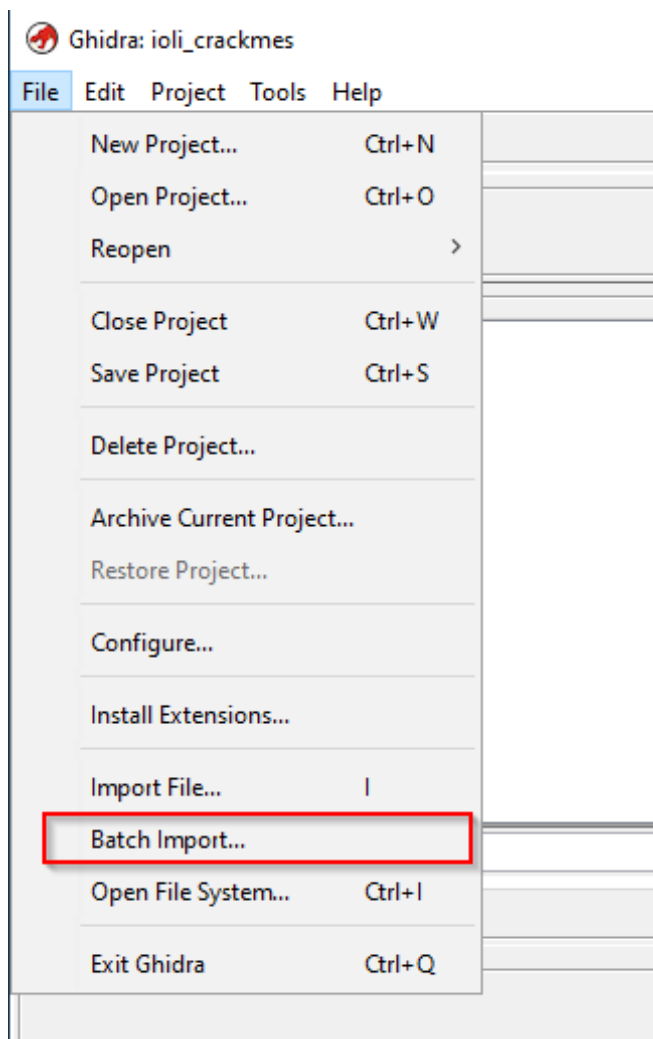 Ghidra: ioli_crackmes
File Edit Project Tools Help
New Project... Ctrl+N
Open Project... Ctrl+O
Reopen >
Close Project Ctrl+W
Save Project Ctrl+S
Delete Project...
Archive Current Project...
Restore Project...
Configure...
Install Extensions...
Import File... I
Batch Import...
Open File System... Ctrl+I
Exit Ghidra Ctrl+Q